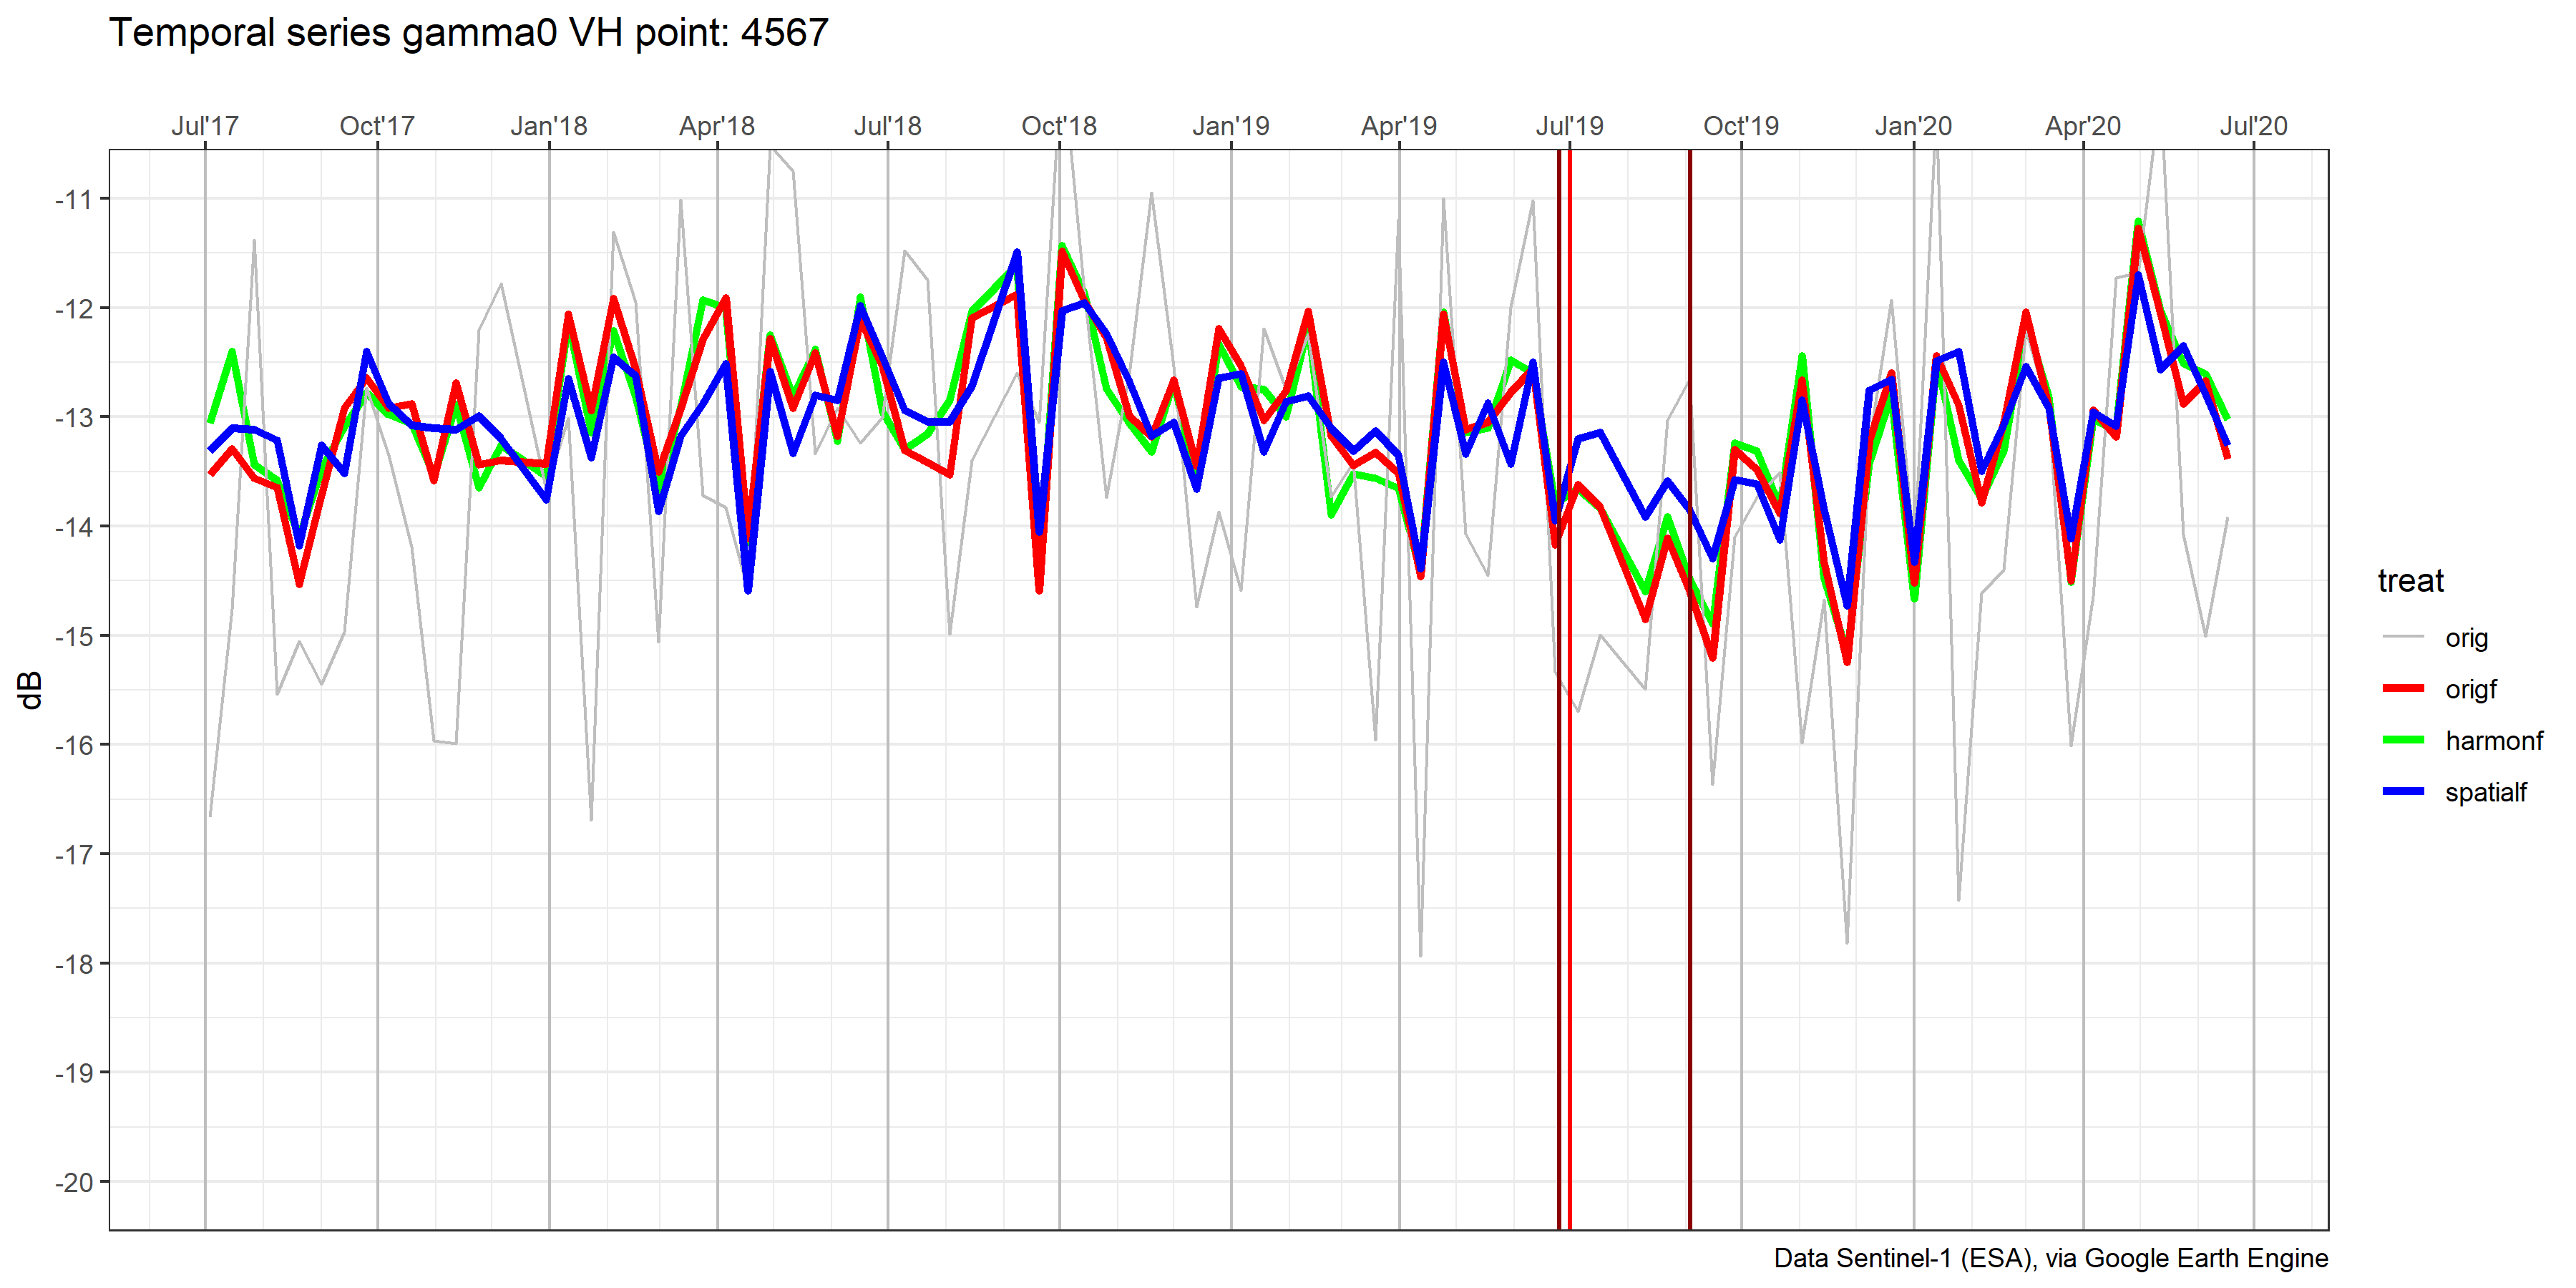 Temporal series gamma0 VH point: 4567
Jul'17 Oct'17 Jan'18 Apr'18 Jul'18 Oct'18 Jan'19 Apr'19 Jul'19 Oct'19 Jan'20 Apr'20 Jul'20
-11
-12
-13
-14
-15
-16
-17
-18
-19
-20
dB
treat
orig
origf
harmonf
spatialf
Data Sentinel-1 (ESA), via Google Earth Engine